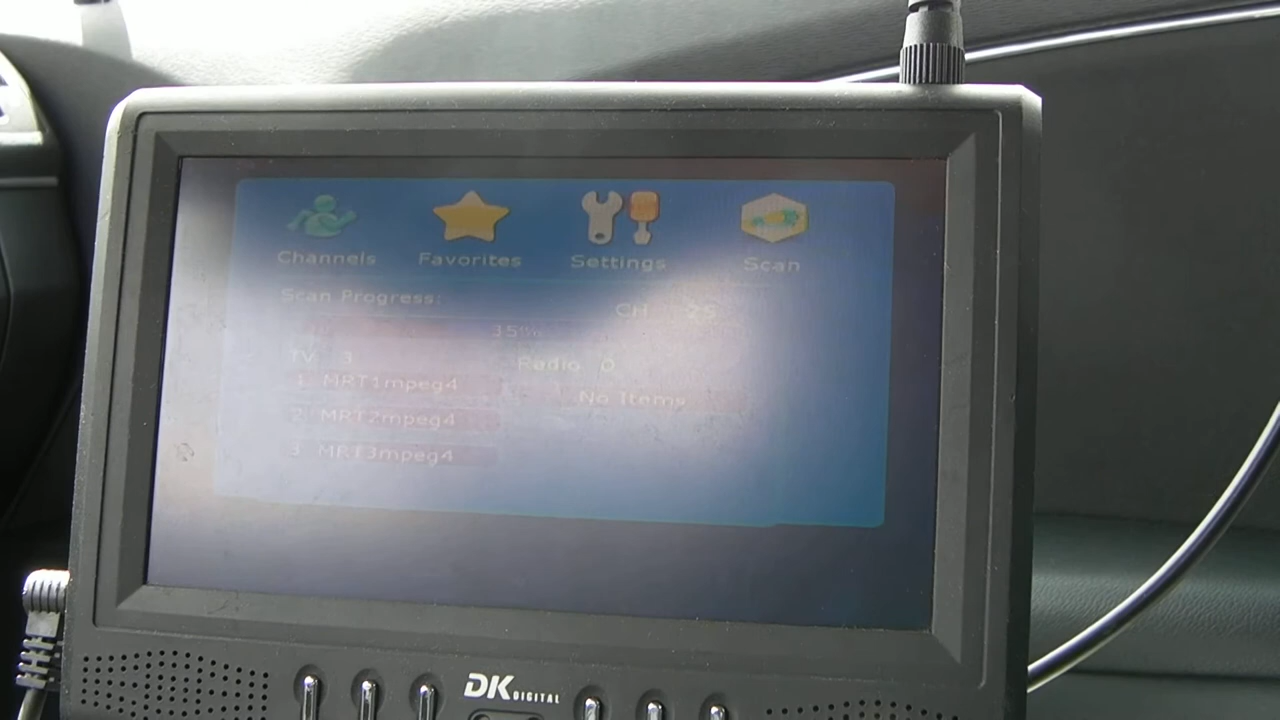 Channels Favorites Settings Scan
Scan Progress:
CH 25
15%
TV 3
Radio 0
1 MRT1mpeg4
No Items
2 MRT2mpeg4
3 MRT3mpeg4
DK DIGITAL